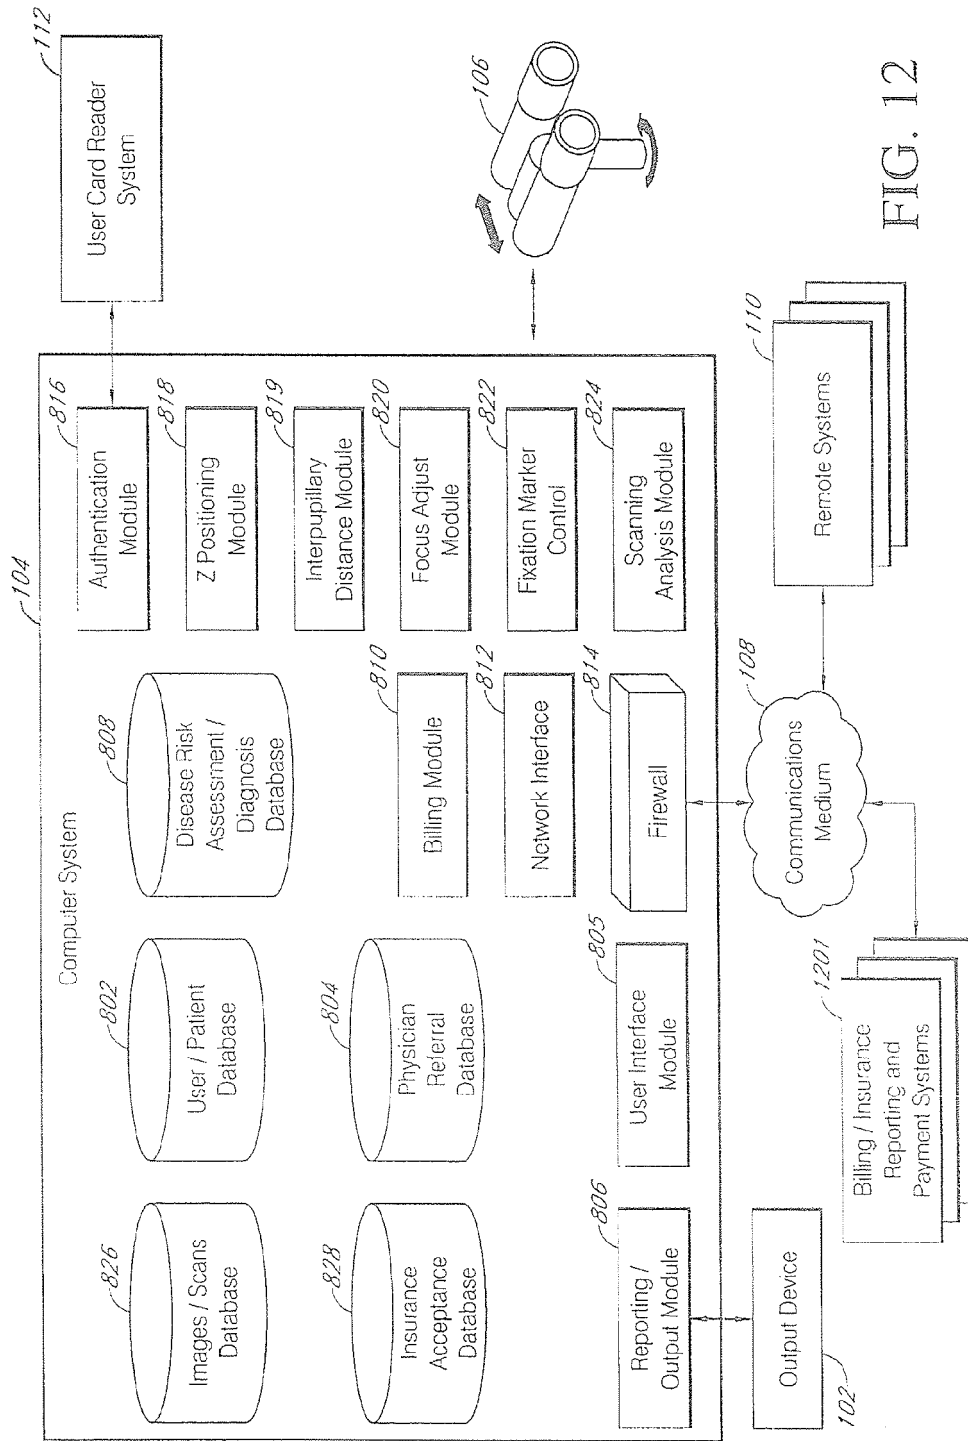 104
Computer System
826
Images / Scans
Database
802
User / Patient
Database
808
Disease Risk
Assessment /
Diagnosis
Database
816
Authentication
Module
112
User Card Reader
System
818
Z Positioning
Module
828
Insurance
Acceptance
Database
804
Physician
Referral
Database
819
Interpupillary
Distance Module
810
Billing Module
820
Focus Adjust
Module
812
Network Interface
822
Fixation Marker
Control
106
806
Reporting /
Output Module
805
User Interface
Module
814
Firewall
824
Scanning
Analysis Module
Output Device
102
1201
Billing / Insurance
Reporting and
Payment Systems
108
Communications
Medium
110
Remote Systems
FIG. 12